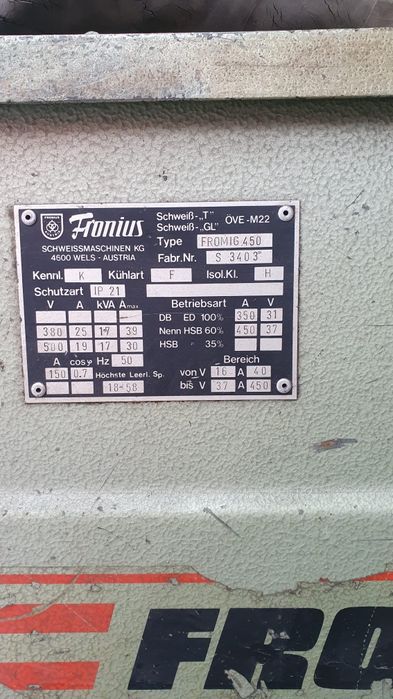 Fronius
SCHWEISSMASCHINEN KG
4600 WELS - AUSTRIA
Schweiß-„T" ÖVE-M22
Schweiß-„GL"
Type FROMIG 450
Fabr.Nr. S 3403
Kennl. K Kühlart F Isol.Kl. H
Schutzart IP 21
V A kVA Amax
380 25 17 39
500 19 17 30
A cosφ Hz 50
150 0.7 Höchste Leerl. Sp.
18-58
Betriebsart A V
DB ED 100% 350 31
Nenn HSB 60% 450 37
HSB 35%
Bereich
von V 16 A 40
bis V 37 A 450
FRO